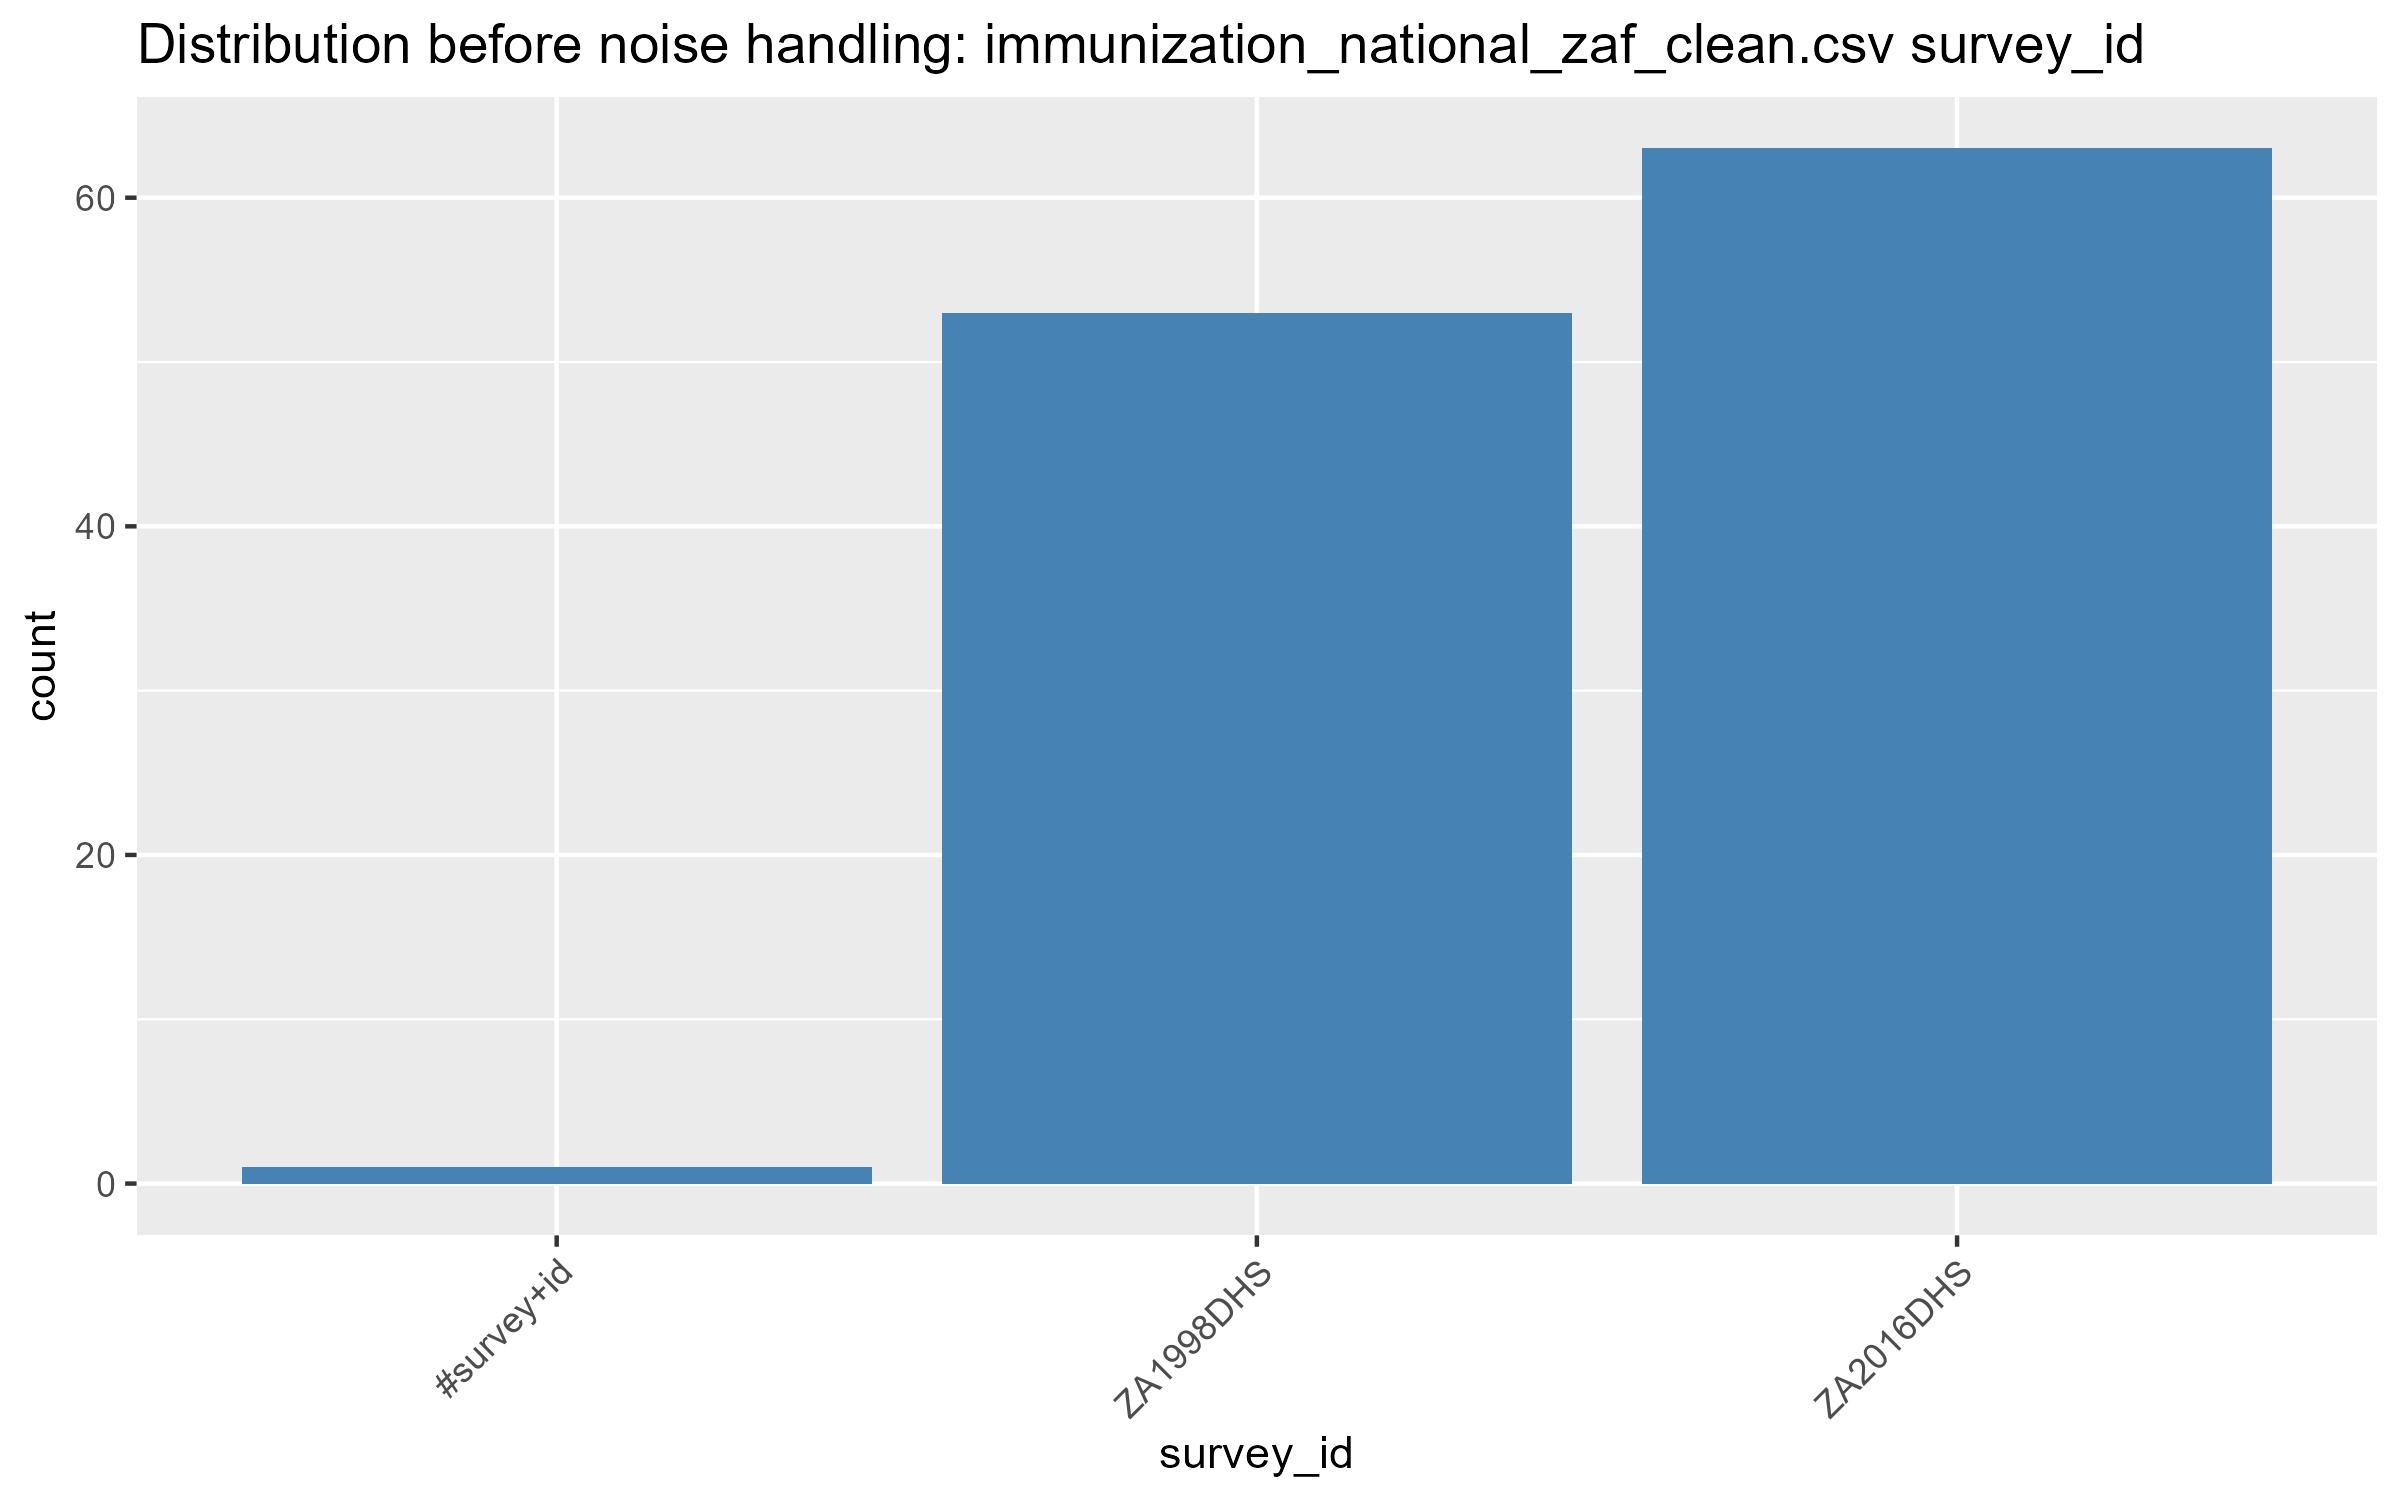 Distribution before noise handling: immunization_national_zaf_clean.csv survey_id
count
60
40
20
0
#survey+id
ZA1998DHS
ZA2016DHS
survey_id